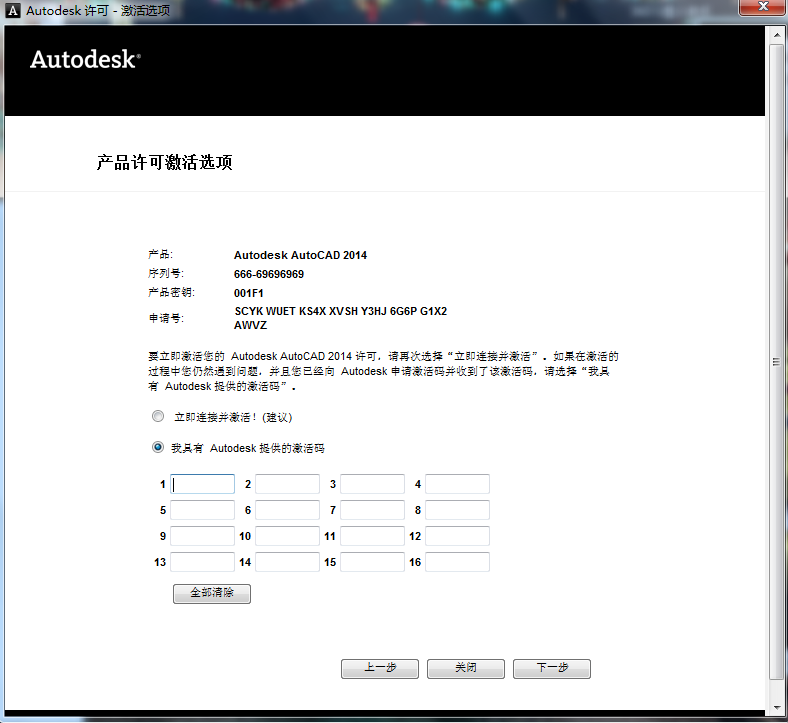 Autodesk 许可 - 激活选项
Autodesk®
产品许可激活选项
产品: Autodesk AutoCAD 2014
序列号: 666-69696969
产品密钥: 001F1
申请号: SCYK WUET KS4X XVSH Y3HJ 6G6P G1X2
AWVZ
要立即激活您的 Autodesk AutoCAD 2014 许可，请再次选择“立即连接并激活”。如果在激活的
过程中您仍然遇到问题，并且您已经向 Autodesk 申请激活码并收到了该激活码，请选择“我具
有 Autodesk 提供的激活码”。
立即连接并激活！(建议)
我具有 Autodesk 提供的激活码
1 2 3 4
5 6 7 8
9 10 11 12
13 14 15 16
全部清除
上一步 关闭 下一步